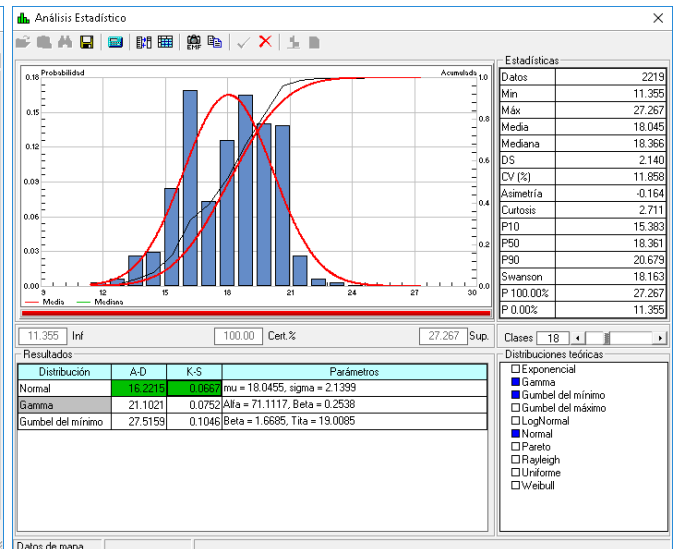 Análisis Estadístico
EMF
Probabilidad
Acumulada
0.18
0.15
0.12
0.09
0.06
0.03
0.00
1.0
0.8
0.6
0.4
0.2
0.0
9 12 15 18 21 24 27 30
Media Mediana
Estadísticas
Datos 2219
Min 11.355
Máx 27.267
Media 18.045
Mediana 18.366
DS 2.140
CV (%) 11.858
Asimetría -0.164
Curtosis 2.711
P10 15.383
P50 18.361
P90 20.679
Swanson 18.163
P 100.00% 27.267
P 0.00% 11.355
11.355 Inf 100.00 Cert.% 27.267 Sup.
Clases 18
Resultados
Distribución A-D K-S Parámetros
Normal 16.2215 0.0667 mu = 18.0455, sigma = 2.1399
Gamma 21.1021 0.0752 Alfa = 71.1117, Beta = 0.2538
Gumbel del mínimo 27.5159 0.1046 Beta = 1.6685, Tita = 19.0085
Distribuciones teóricas
Exponencial
Gamma
Gumbel del mínimo
Gumbel del máximo
LogNormal
Normal
Pareto
Rayleigh
Uniforme
Weibull
Datos de mapa